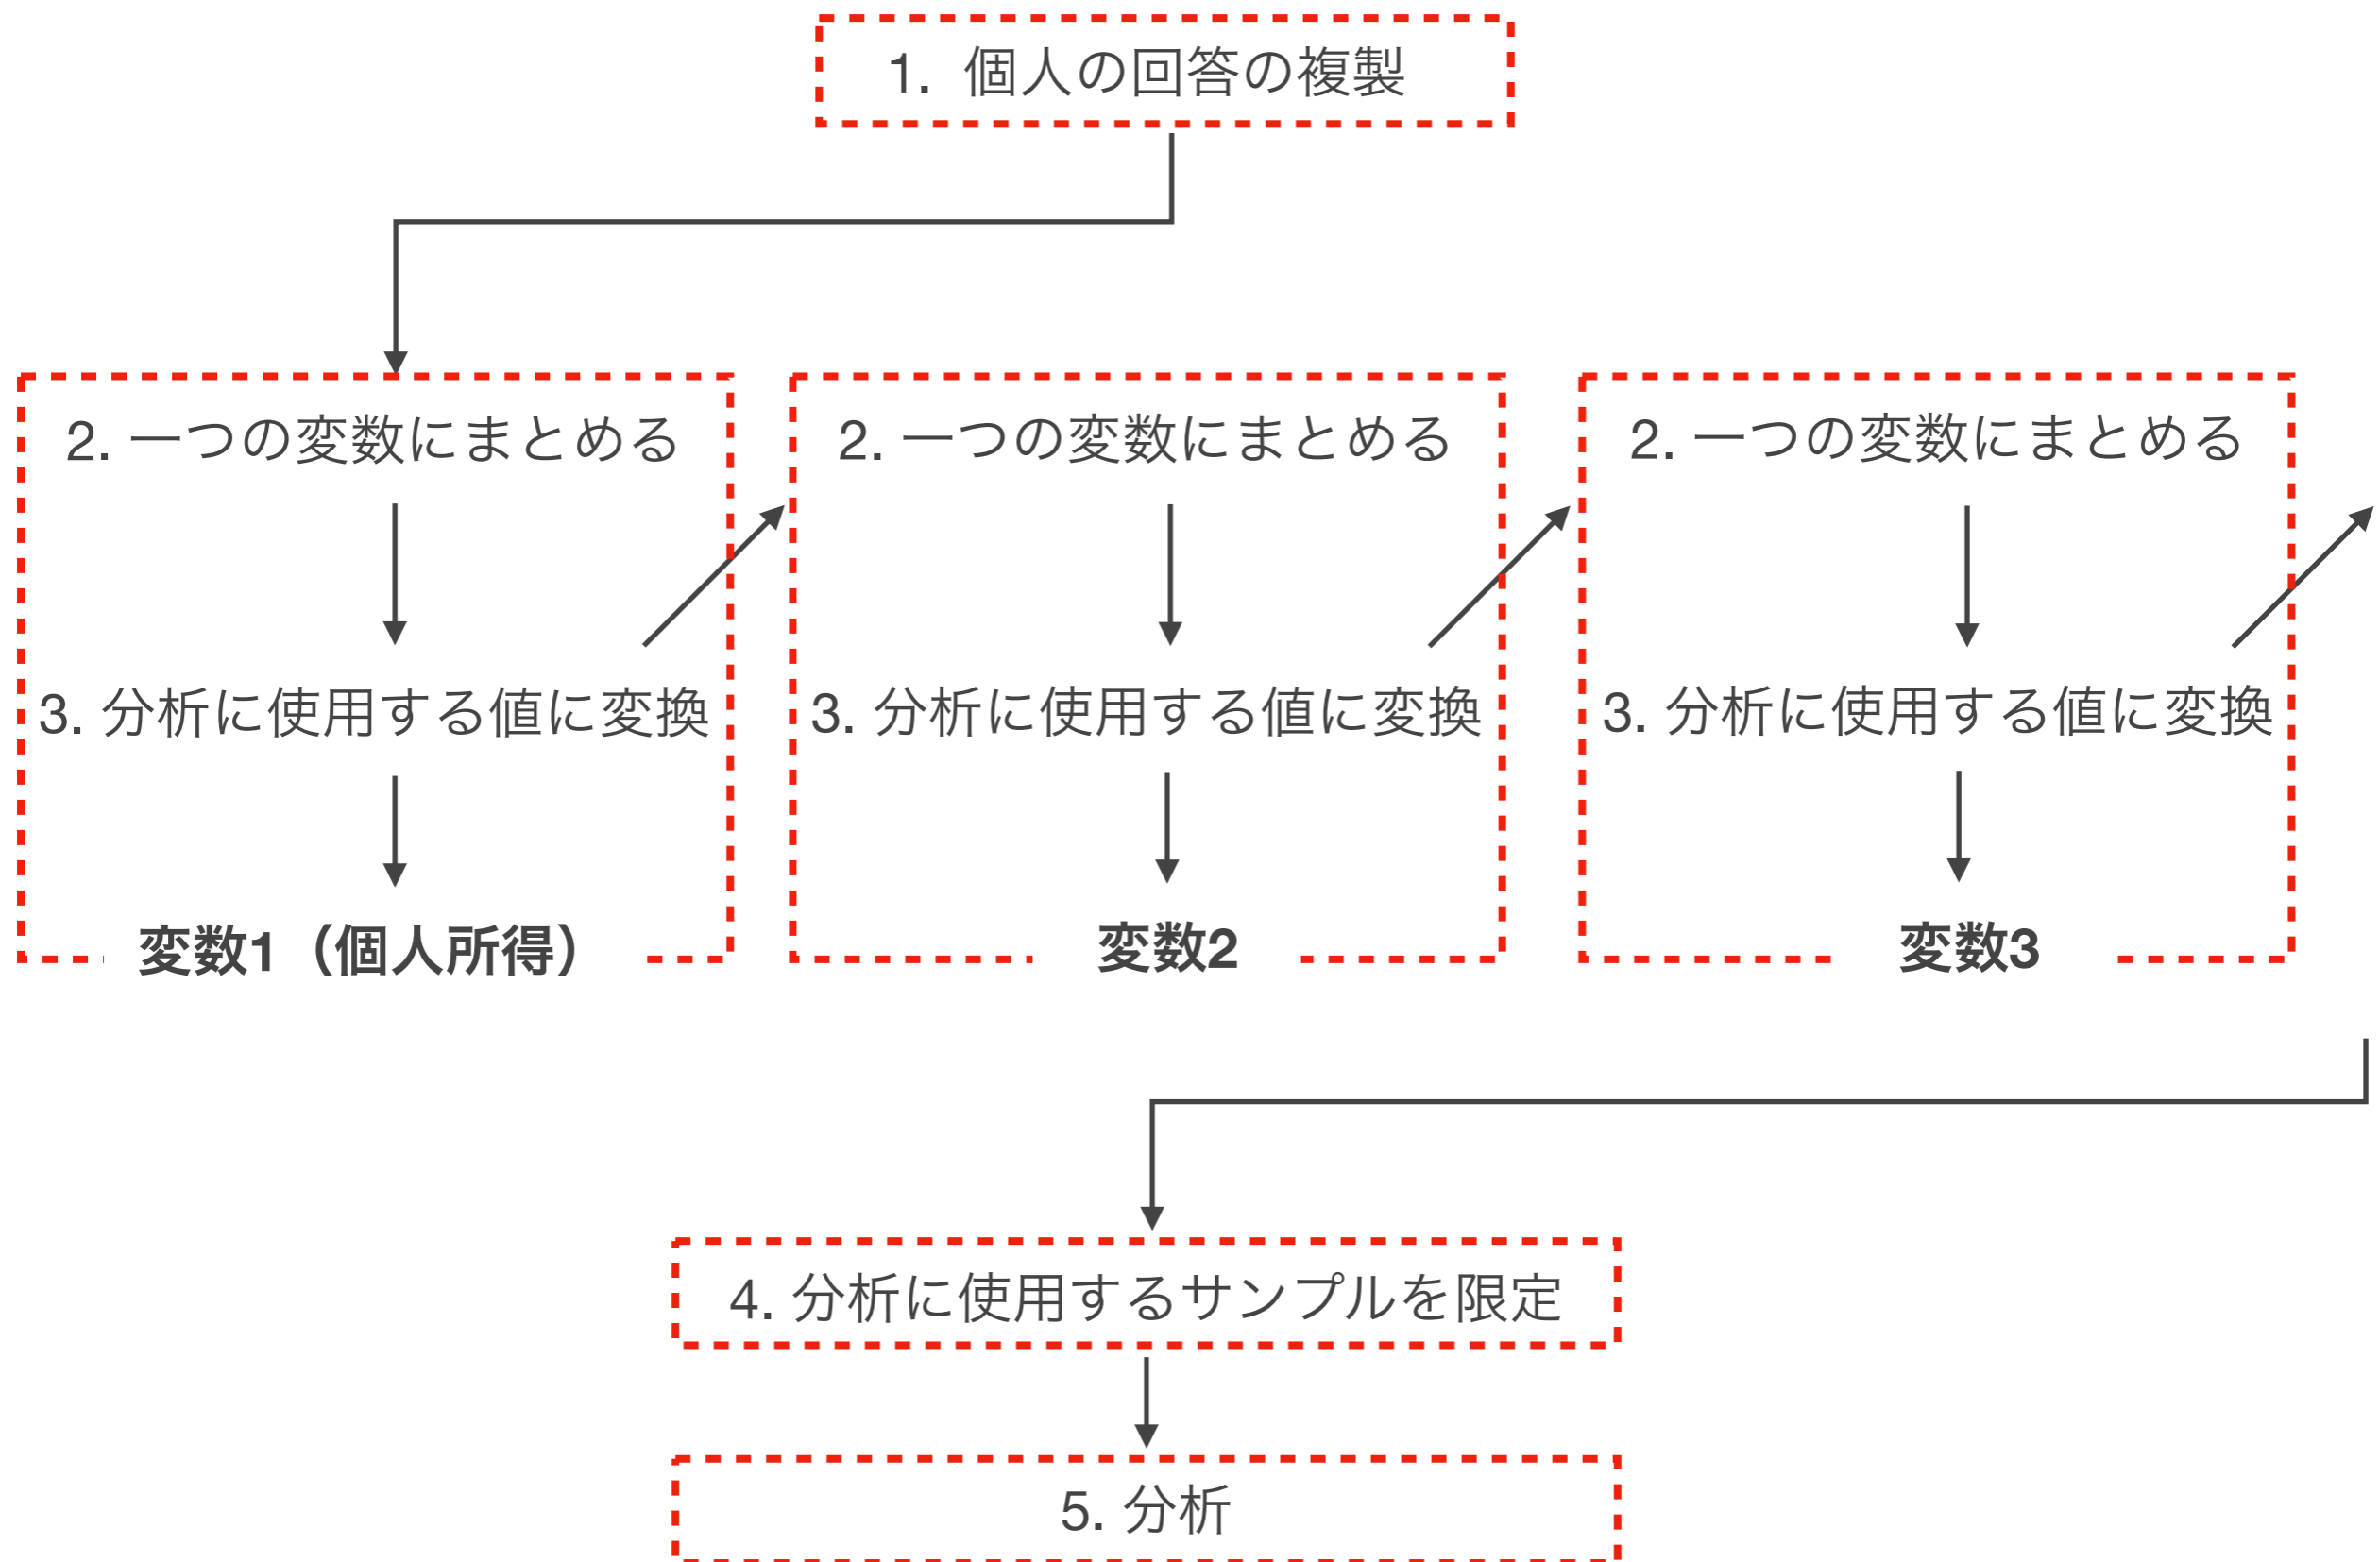 1. 個人の回答の複製
2. 一つの変数にまとめる
3. 分析に使用する値に変換
変数1（個人所得）
2. 一つの変数にまとめる
3. 分析に使用する値に変換
変数2
2. 一つの変数にまとめる
3. 分析に使用する値に変換
変数3
4. 分析に使用するサンプルを限定
5. 分析